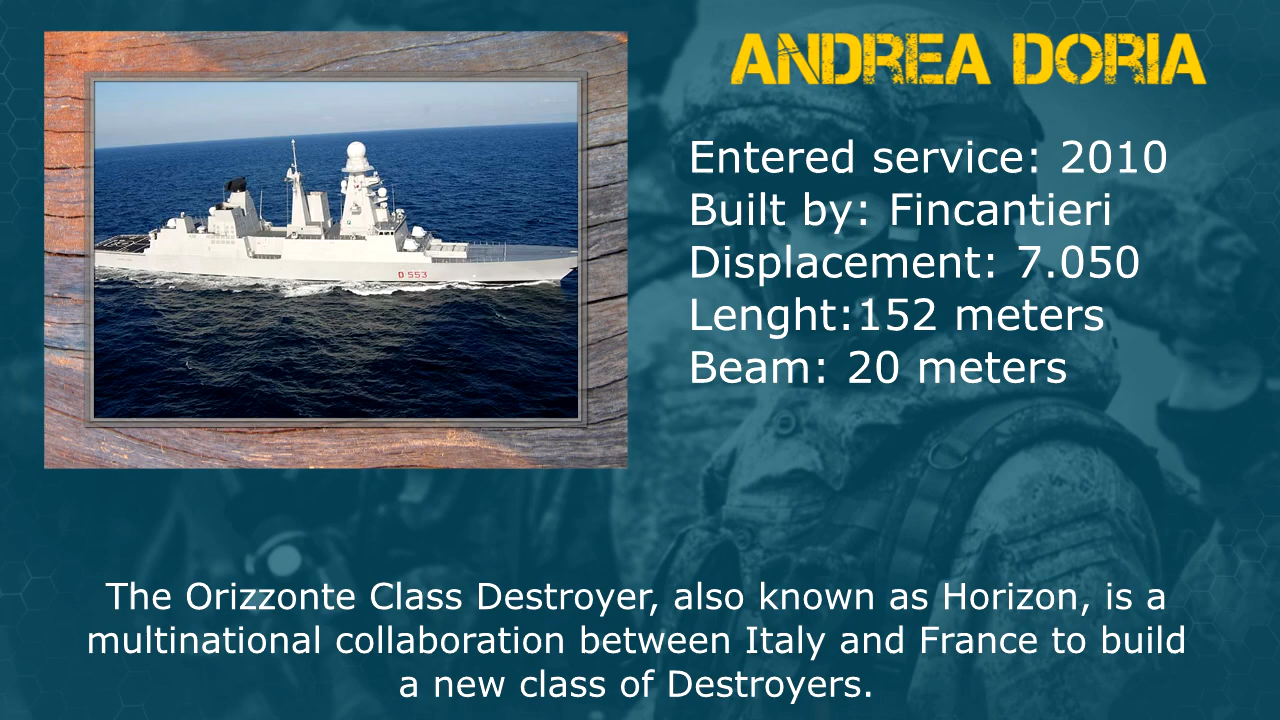 ANDREA DORIA
Entered service: 2010
Built by: Fincantieri
Displacement: 7.050
Lenght:152 meters
Beam: 20 meters
D 553
The Orizzonte Class Destroyer, also known as Horizon, is a
multinational collaboration between Italy and France to build
a new class of Destroyers.